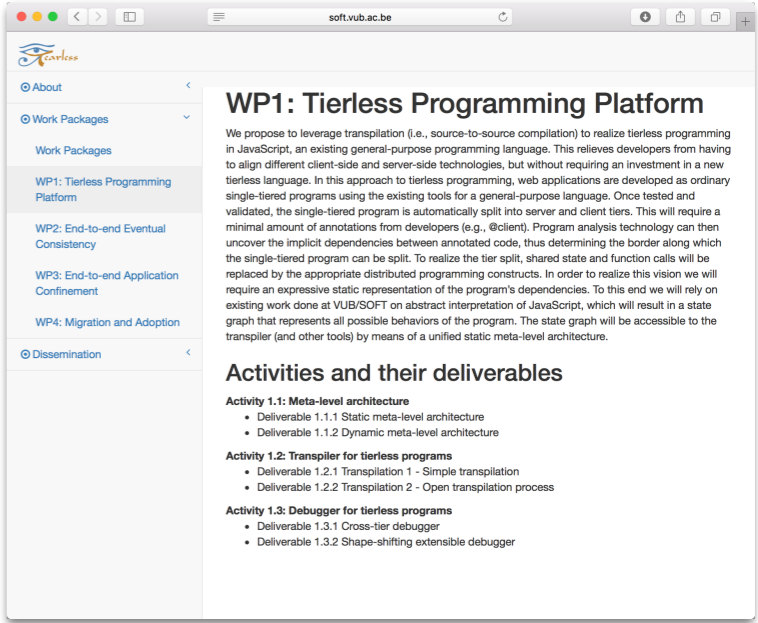 soft.vub.ac.be
Tearless
About
Work Packages
Work Packages
WP1: Tierless Programming
Platform
WP2: End-to-end Eventual
Consistency
WP3: End-to-end Application
Confinement
WP4: Migration and Adoption
Dissemination
WP1: Tierless Programming Platform
We propose to leverage transpilation (i.e., source-to-source compilation) to realize tierless programming
in JavaScript, an existing general-purpose programming language. This relieves developers from having
to align different client-side and server-side technologies, but without requiring an investment in a new
tierless language. In this approach to tierless programming, web applications are developed as ordinary
single-tiered programs using the existing tools for a general-purpose language. Once tested and
validated, the single-tiered program is automatically split into server and client tiers. This will require a
minimal amount of annotations from developers (e.g., @client). Program analysis technology can then
uncover the implicit dependencies between annotated code, thus determining the border along which
the single-tiered program can be split. To realize the tier split, shared state and function calls will be
replaced by the appropriate distributed programming constructs. In order to realize this vision we will
require an expressive static representation of the program's dependencies. To this end we will rely on
existing work done at VUB/SOFT on abstract interpretation of JavaScript, which will result in a state
graph that represents all possible behaviors of the program. The state graph will be accessible to the
transpiler (and other tools) by means of a unified static meta-level architecture.
Activities and their deliverables
Activity 1.1: Meta-level architecture
• Deliverable 1.1.1 Static meta-level architecture
• Deliverable 1.1.2 Dynamic meta-level architecture
Activity 1.2: Transpiler for tierless programs
• Deliverable 1.2.1 Transpilation 1 - Simple transpilation
• Deliverable 1.2.2 Transpilation 2 - Open transpilation process
Activity 1.3: Debugger for tierless programs
• Deliverable 1.3.1 Cross-tier debugger
• Deliverable 1.3.2 Shape-shifting extensible debugger